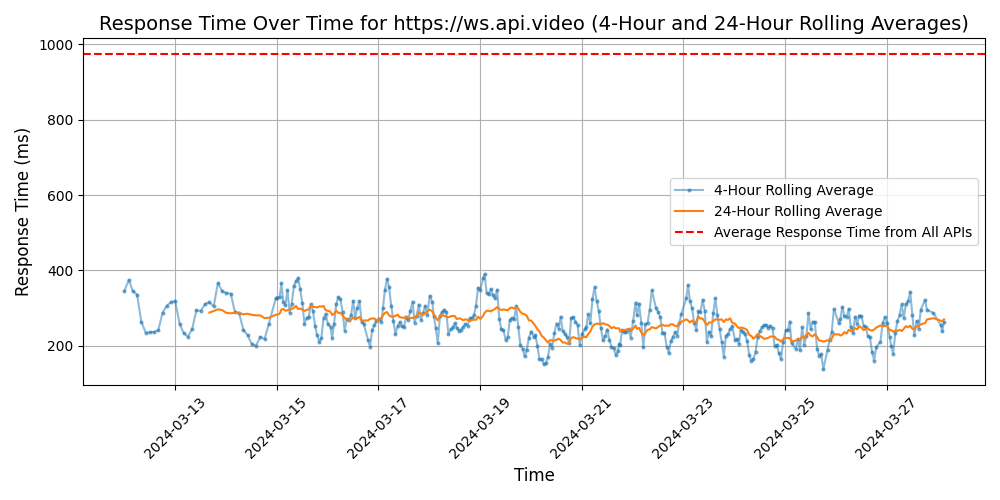 Response Time Over Time for https://ws.api.video (4-Hour and 24-Hour Rolling Averages)
Response Time (ms)
1000
800
600
400
200
4-Hour Rolling Average
24-Hour Rolling Average
Average Response Time from All APIs
2024-03-13
2024-03-15
2024-03-17
2024-03-19
2024-03-21
2024-03-23
2024-03-25
2024-03-27
Time